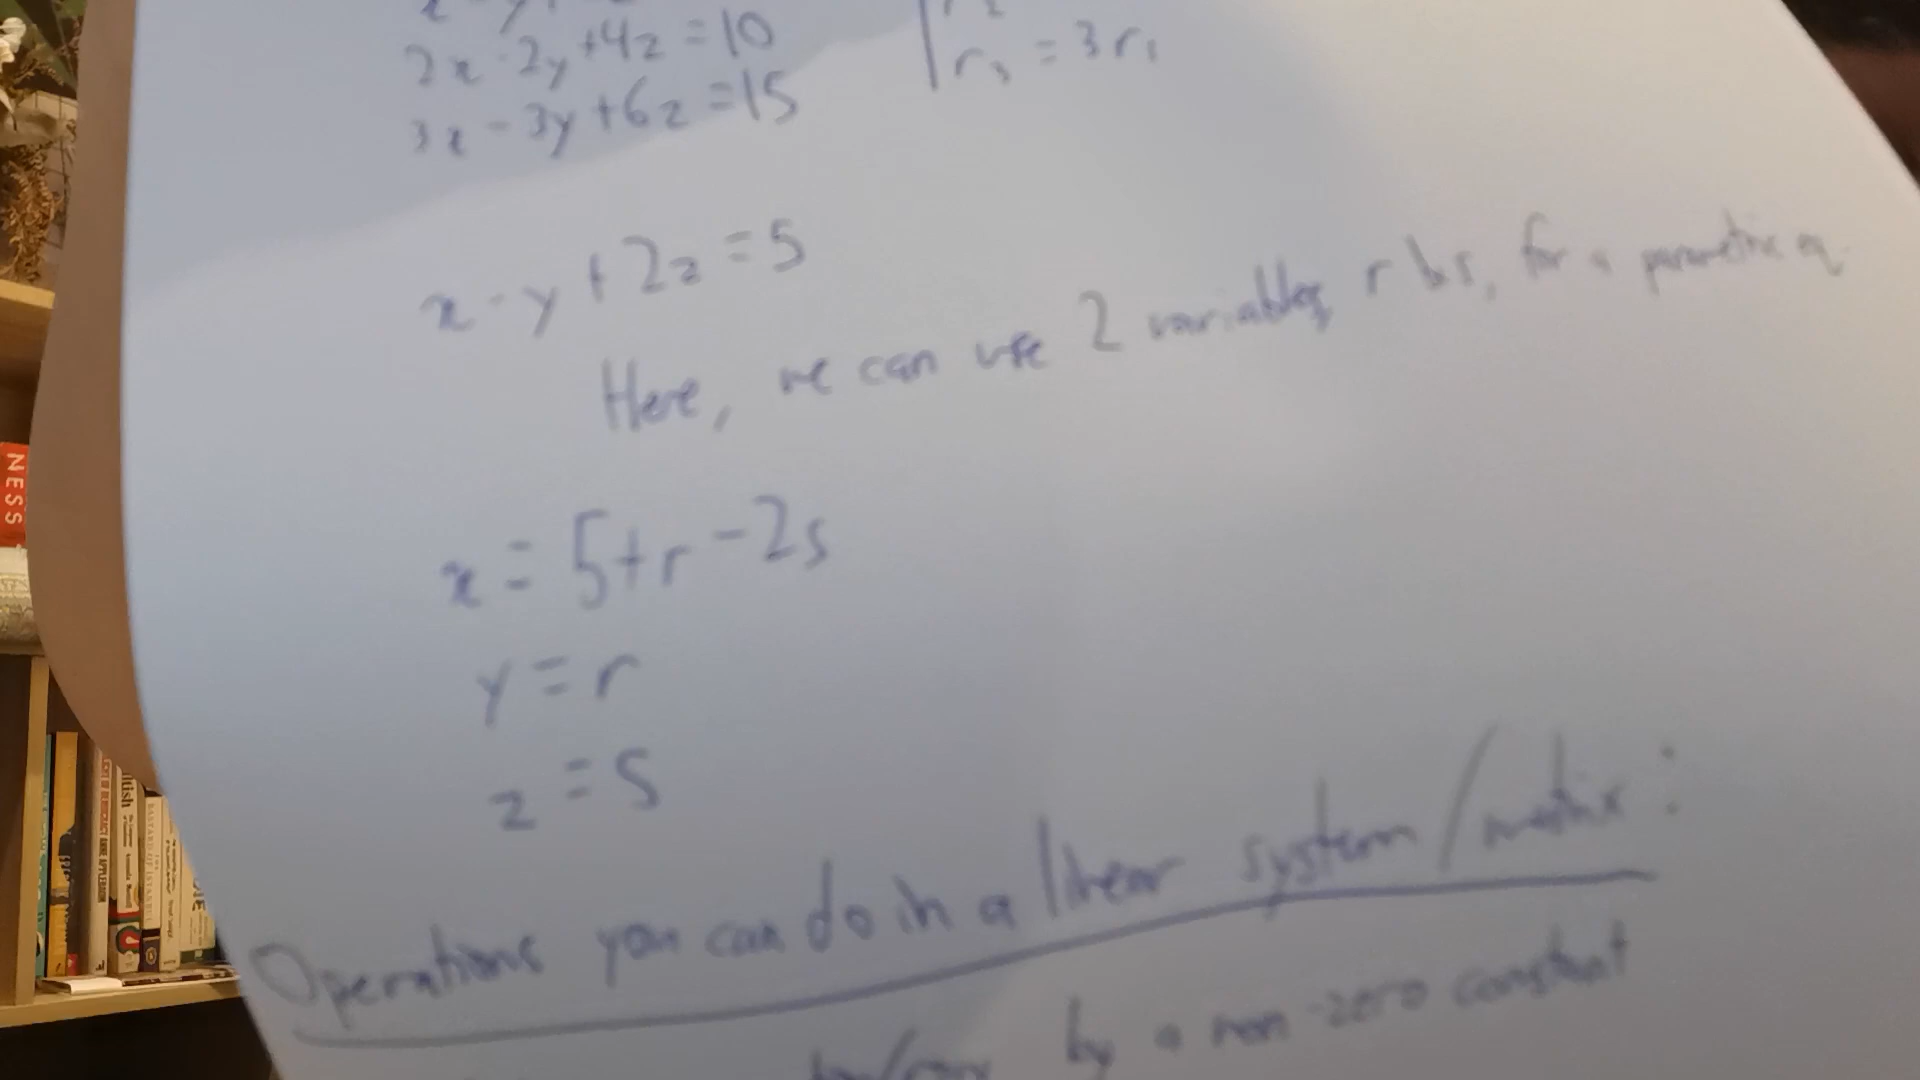 2x-2y+4z=10
r₃ = 3r₁
3x-3y+6z=15
x-y+2z=5
Here, we can use 2 variables, r & s, for a parametric eq.
x = 5+r-2s
y = r
z = s
Operations you can do in a linear system/matrix:
by a non-zero constant
NESS